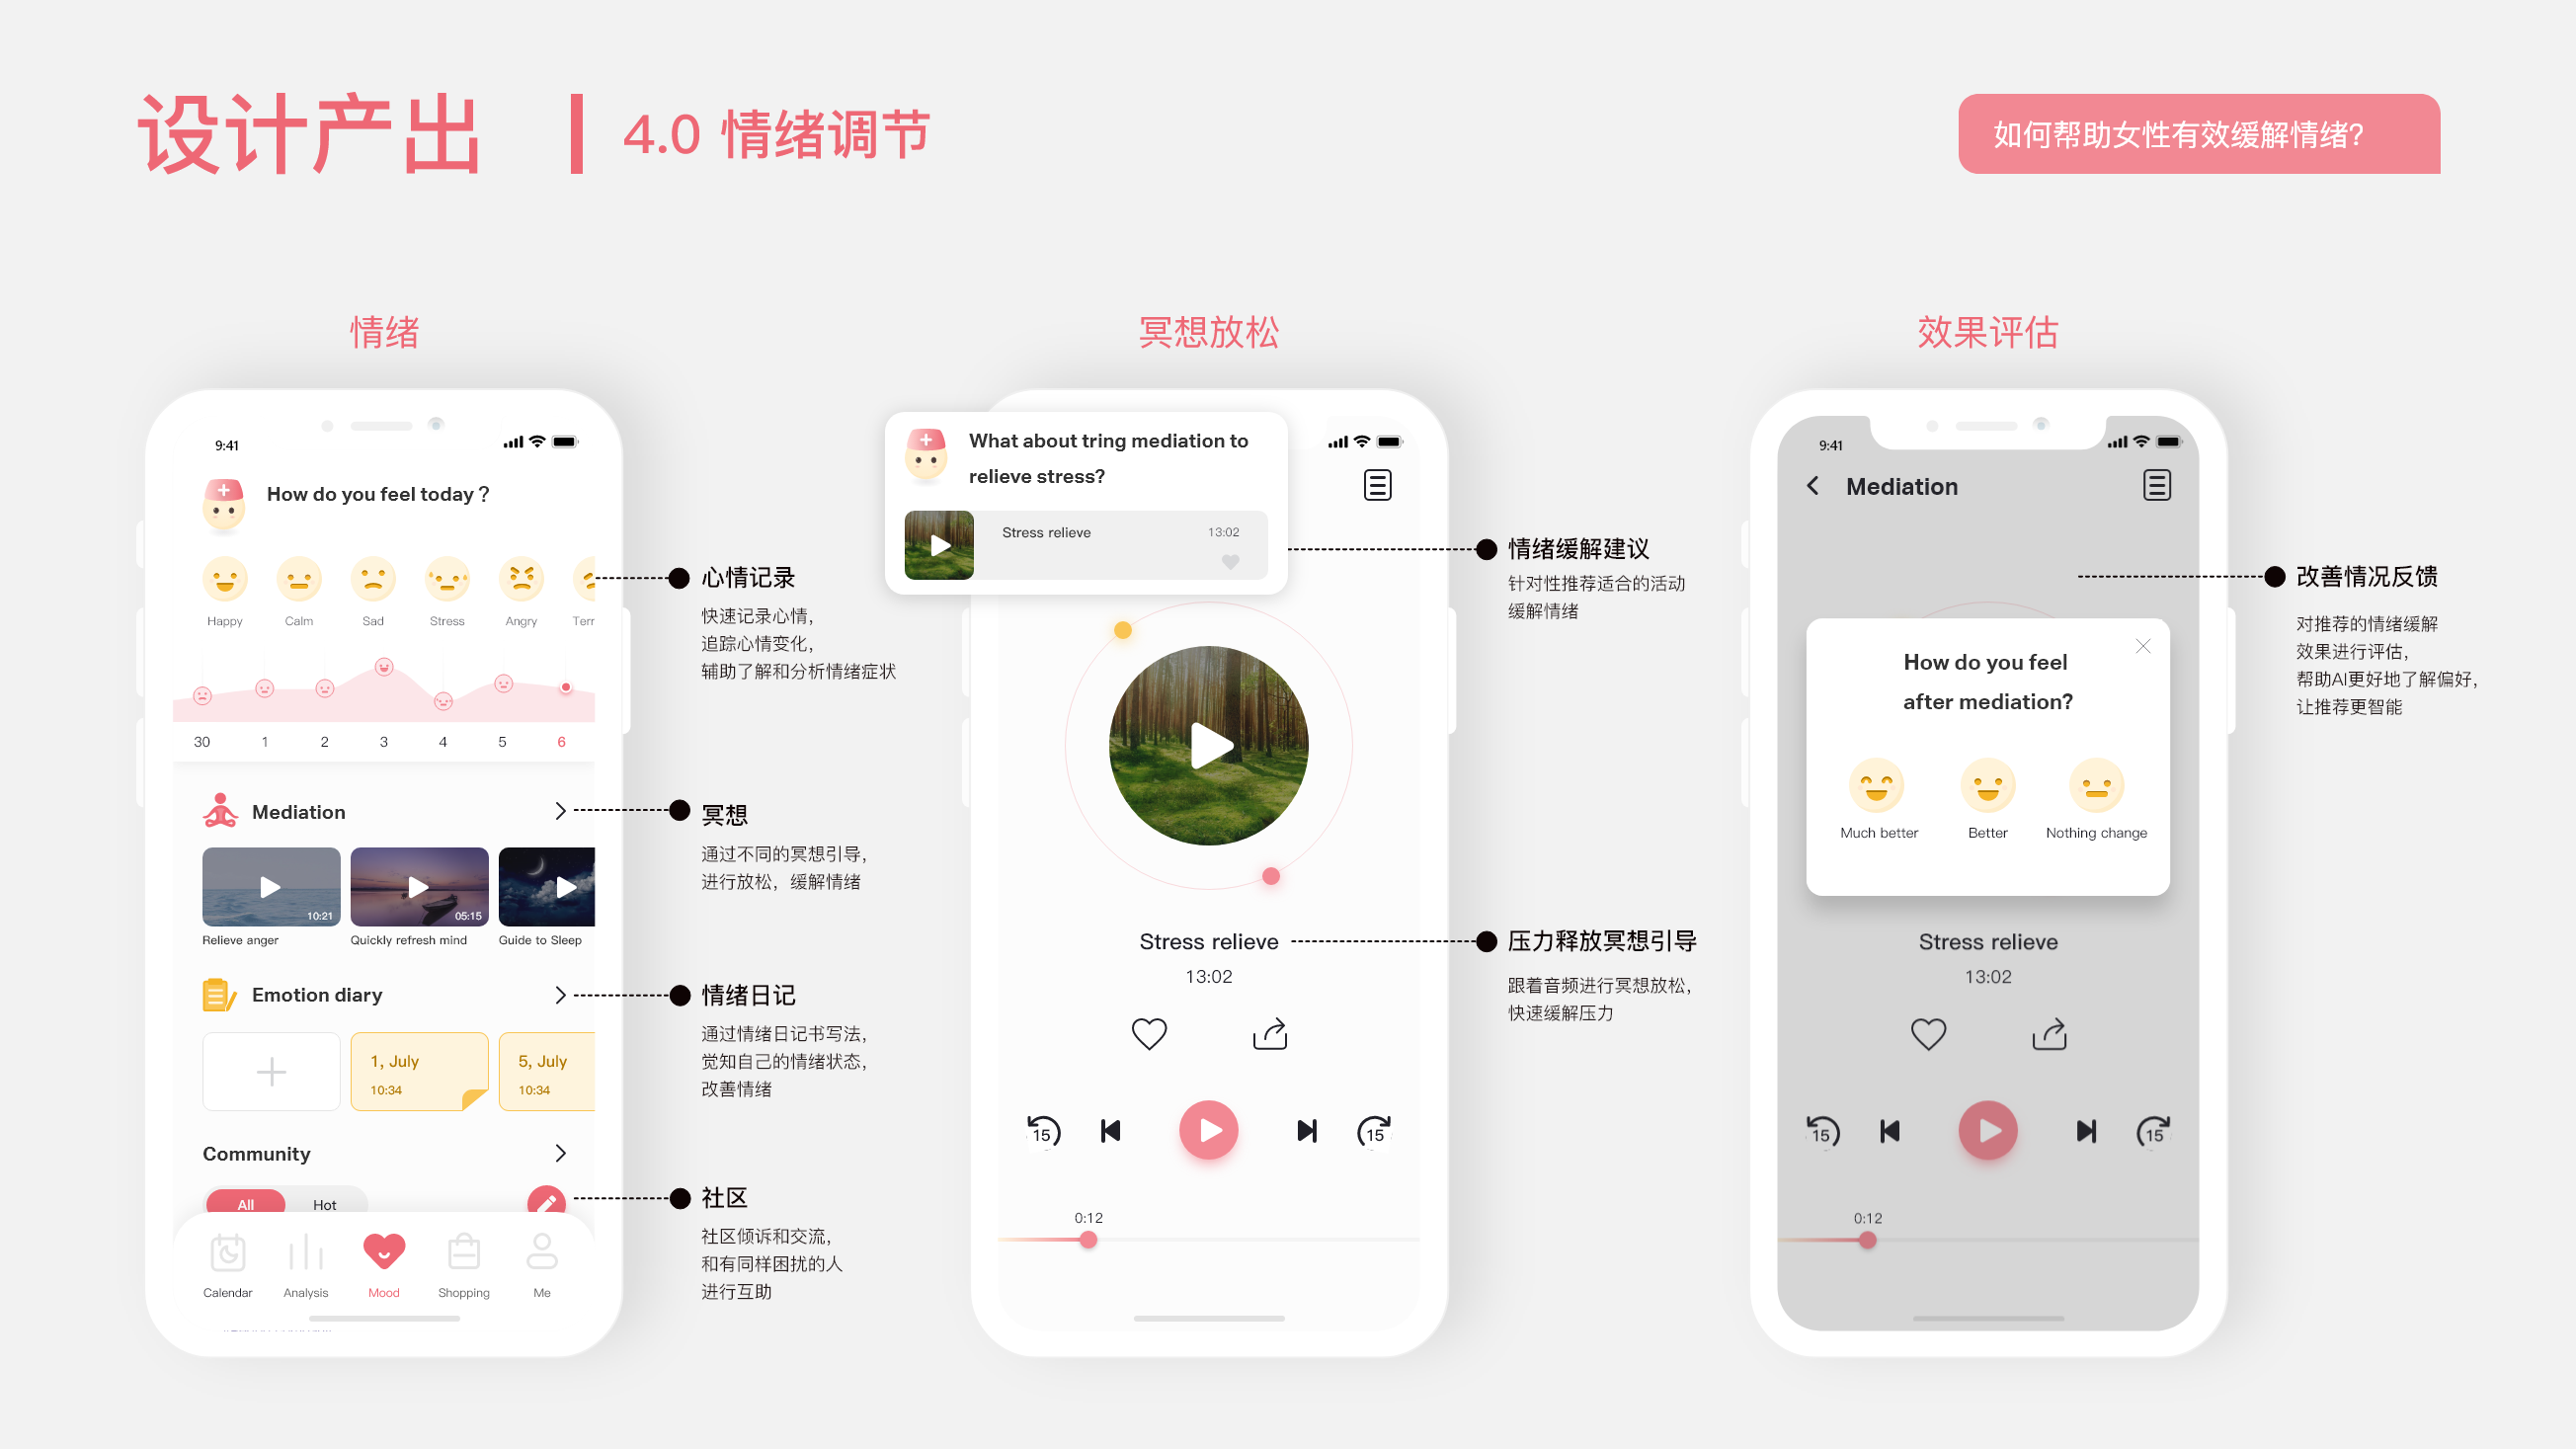 设计产出
4.0 情绪调节
如何帮助女性有效缓解情绪?
情绪
9:41
How do you feel today ?
Happy
Calm
Sad
Stress
Angry
Terr
30
1
2
3
4
5
6
Mediation
10:21
05:15
Relieve anger
Quickly refresh mind
Guide to Sleep
Emotion diary
1, July
10:34
5, July
10:34
Community
All
Hot
Calendar
Analysis
Mood
Shopping
Me
心情记录
快速记录心情,
追踪心情变化,
辅助了解和分析情绪症状
冥想
通过不同的冥想引导,
进行放松, 缓解情绪
情绪日记
通过情绪日记书写法,
觉知自己的情绪状态,
改善情绪
社区
社区倾诉和交流,
和有同样困扰的人
进行互助
冥想放松
What about tring mediation to
relieve stress?
Stress relieve
13:02
Stress relieve
13:02
15
15
0:12
情绪缓解建议
针对性推荐适合的活动
缓解情绪
压力释放冥想引导
跟着音频进行冥想放松,
快速缓解压力
效果评估
9:41
Mediation
How do you feel
after mediation?
Much better
Better
Nothing change
Stress relieve
13:02
15
15
0:12
改善情况反馈
对推荐的情绪缓解
效果进行评估,
帮助AI更好地了解偏好,
让推荐更智能